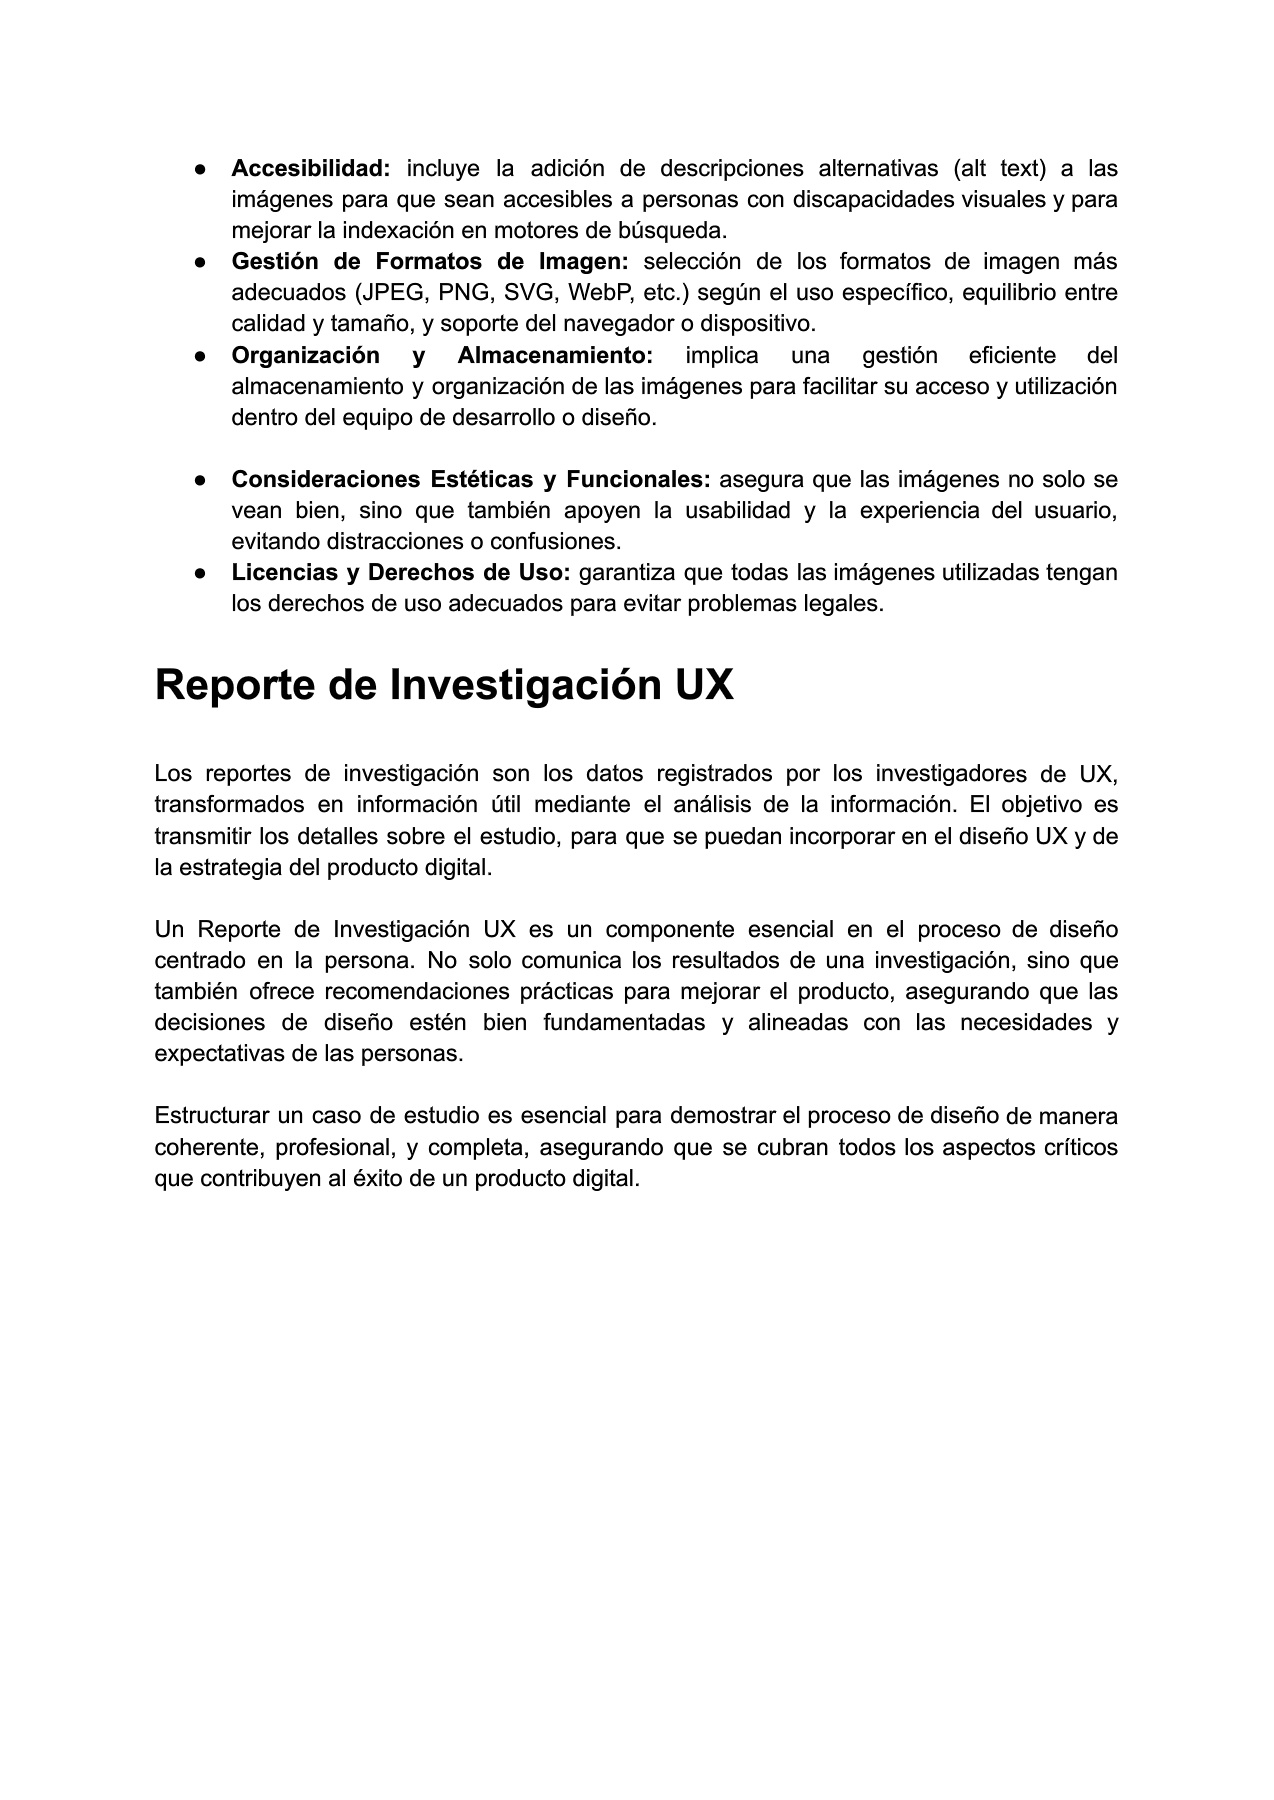 ● Accesibilidad: incluye la adición de descripciones alternativas (alt text) a las
imágenes para que sean accesibles a personas con discapacidades visuales y para
mejorar la indexación en motores de búsqueda.
● Gestión de Formatos de Imagen: selección de los formatos de imagen más
adecuados (JPEG, PNG, SVG, WebP, etc.) según el uso específico, equilibrio entre
calidad y tamaño, y soporte del navegador o dispositivo.
● Organización y Almacenamiento: implica una gestión eficiente del
almacenamiento y organización de las imágenes para facilitar su acceso y utilización
dentro del equipo de desarrollo o diseño.
● Consideraciones Estéticas y Funcionales: asegura que las imágenes no solo se
vean bien, sino que también apoyen la usabilidad y la experiencia del usuario,
evitando distracciones o confusiones.
● Licencias y Derechos de Uso: garantiza que todas las imágenes utilizadas tengan
los derechos de uso adecuados para evitar problemas legales.
Reporte de Investigación UX
Los reportes de investigación son los datos registrados por los investigadores de UX,
transformados en información útil mediante el análisis de la información. El objetivo es
transmitir los detalles sobre el estudio, para que se puedan incorporar en el diseño UX y de
la estrategia del producto digital.
Un Reporte de Investigación UX es un componente esencial en el proceso de diseño
centrado en la persona. No solo comunica los resultados de una investigación, sino que
también ofrece recomendaciones prácticas para mejorar el producto, asegurando que las
decisiones de diseño estén bien fundamentadas y alineadas con las necesidades y
expectativas de las personas.
Estructurar un caso de estudio es esencial para demostrar el proceso de diseño de manera
coherente, profesional, y completa, asegurando que se cubran todos los aspectos críticos
que contribuyen al éxito de un producto digital.